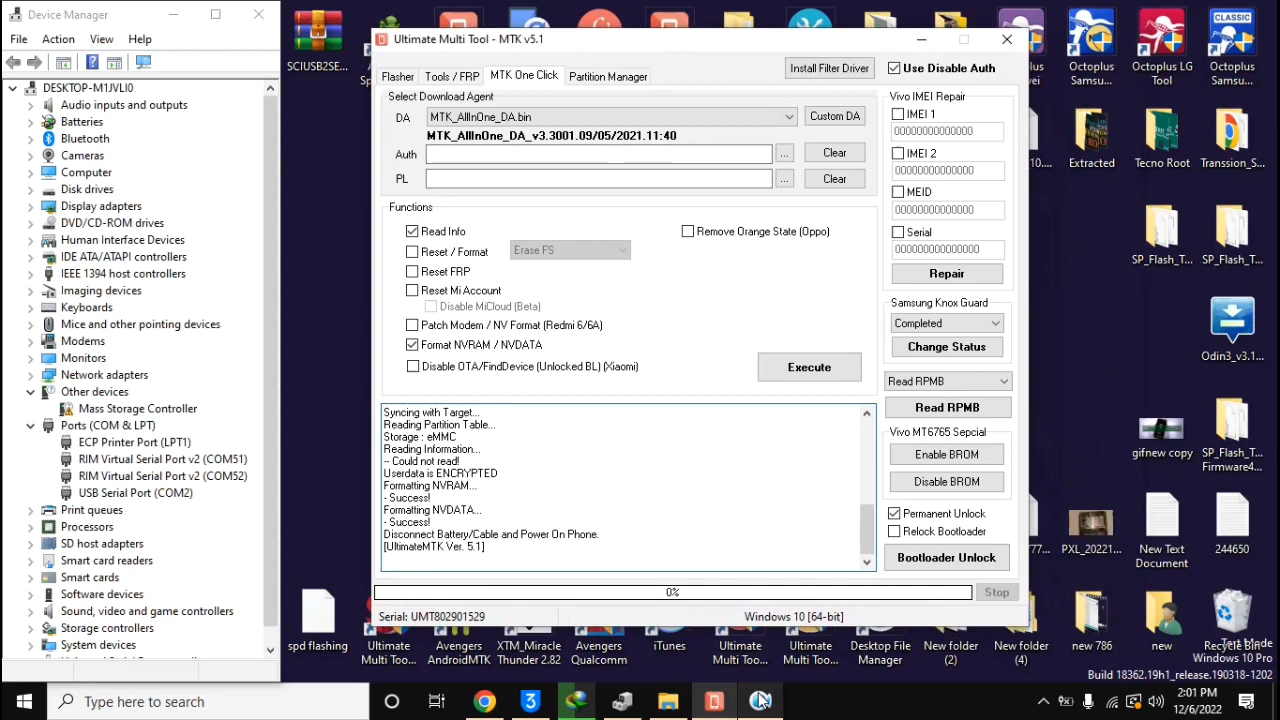 Device Manager
File Action View Help
DESKTOP-M1JVLI0
Audio inputs and outputs
Batteries
Bluetooth
Cameras
Computer
Disk drives
Display adapters
DVD/CD-ROM drives
Human Interface Devices
IDE ATA/ATAPI controllers
IEEE 1394 host controllers
Imaging devices
Keyboards
Mice and other pointing devices
Modems
Monitors
Network adapters
Other devices
Mass Storage Controller
Ports (COM & LPT)
ECP Printer Port (LPT1)
RIM Virtual Serial Port v2 (COM51)
RIM Virtual Serial Port v2 (COM52)
USB Serial Port (COM2)
Print queues
Processors
SD host adapters
Smart card readers
Smart cards
Software devices
Sound, video and game controllers
Storage controllers
System devices
SCIUSB2SE...
Ultimate Multi Tool - MTK v5.1
Flasher Tools / FRP MTK One Click Partition Manager
Install Filter Driver
Use Disable Auth
Select Download Agent
DA MTK_AllInOne_DA.bin Custom DA
MTK_AllInOne_DA_v3.3001.09/05/2021.11:40
Auth ... Clear
PL ... Clear
Functions
Read Info Remove Orange State (Oppo)
Reset / Format Erase FS
Reset FRP
Reset Mi Account
Disable MiCloud (Beta)
Patch Modem / NV Format (Redmi 6/6A)
Format NVRAM / NVDATA
Disable OTA/FindDevice (Unlocked BL) (Xiaomi)
Execute
Syncing with Target...
Reading Partition Table...
Storage : eMMC
Reading Information...
-- Could not read!
Userdata is ENCRYPTED
Formatting NVRAM...
- Success!
Formatting NVDATA...
- Success!
Disconnect Battery/Cable and Power On Phone.
[UltimateMTK Ver. 5.1]
Vivo IMEI Repair
IMEI 1
00000000000000
IMEI 2
00000000000000
MEID
00000000000000
Serial
000000000000000
Repair
Samsung Knox Guard
Completed
Change Status
Read RPMB
Read RPMB
Vivo MT6765 Sepcial
Enable BROM
Disable BROM
Permanent Unlock
Relock Bootloader
Bootloader Unlock
0% Stop
Serial: UMT802901529 Windows 10 [64-bit]
CLASSIC
Octoplus Samsu...
Octoplus LG Tool
Octoplus Samsu...
Extracted
Tecno Root
Transsion_...
SP_Flash_T...
SP_Flash_T...
Odin3_v3.1...
gifnew copy
SP_Flash_T... Firmware4...
PXL_20221...
New Text Document
244650
spd flashing
Ultimate Multi Too...
Avengers AndroidMTK
XTM_Miracle Thunder 2.82
Avengers Qualcomm
iTunes
Ultimate Multi Too...
Ultimate Multi Too...
Desktop File Manager
New folder (2)
New folder (4)
new 786
new
Recycle Bin
Test Mode
Windows 10 Pro
Build 18362.19h1_release.190318-1202
Type here to search
2:01 PM
12/6/2022